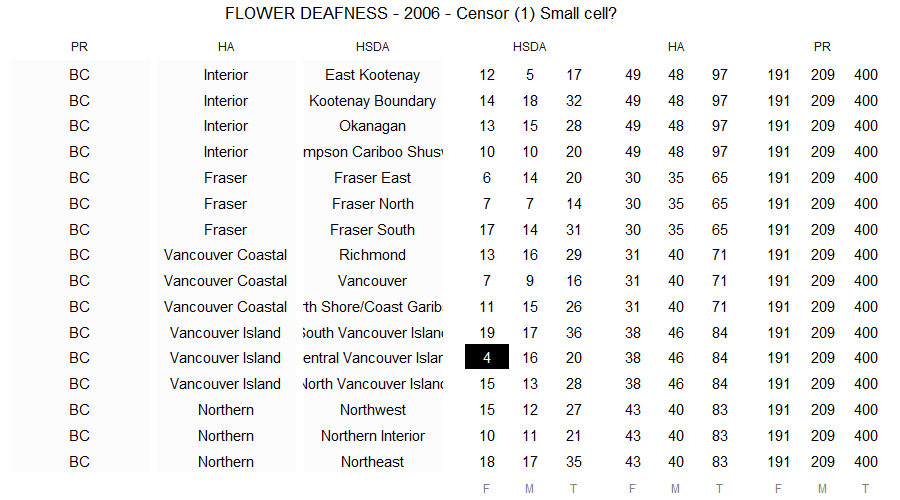 FLOWER DEAFNESS - 2006 - Censor (1) Small cell?
PR HA HSDA HSDA HA PR
BC Interior East Kootenay 12 5 17 49 48 97 191 209 400
BC Interior Kootenay Boundary 14 18 32 49 48 97 191 209 400
BC Interior Okanagan 13 15 28 49 48 97 191 209 400
BC Interior mpson Cariboo Shusw 10 10 20 49 48 97 191 209 400
BC Fraser Fraser East 6 14 20 30 35 65 191 209 400
BC Fraser Fraser North 7 7 14 30 35 65 191 209 400
BC Fraser Fraser South 17 14 31 30 35 65 191 209 400
BC Vancouver Coastal Richmond 13 16 29 31 40 71 191 209 400
BC Vancouver Coastal Vancouver 7 9 16 31 40 71 191 209 400
BC Vancouver Coastal rth Shore/Coast Garib 11 15 26 31 40 71 191 209 400
BC Vancouver Island South Vancouver Island 19 17 36 38 46 84 191 209 400
BC Vancouver Island entral Vancouver Islan 4 16 20 38 46 84 191 209 400
BC Vancouver Island North Vancouver Island 15 13 28 38 46 84 191 209 400
BC Northern Northwest 15 12 27 43 40 83 191 209 400
BC Northern Northern Interior 10 11 21 43 40 83 191 209 400
BC Northern Northeast 18 17 35 43 40 83 191 209 400
F M T F M T F M T